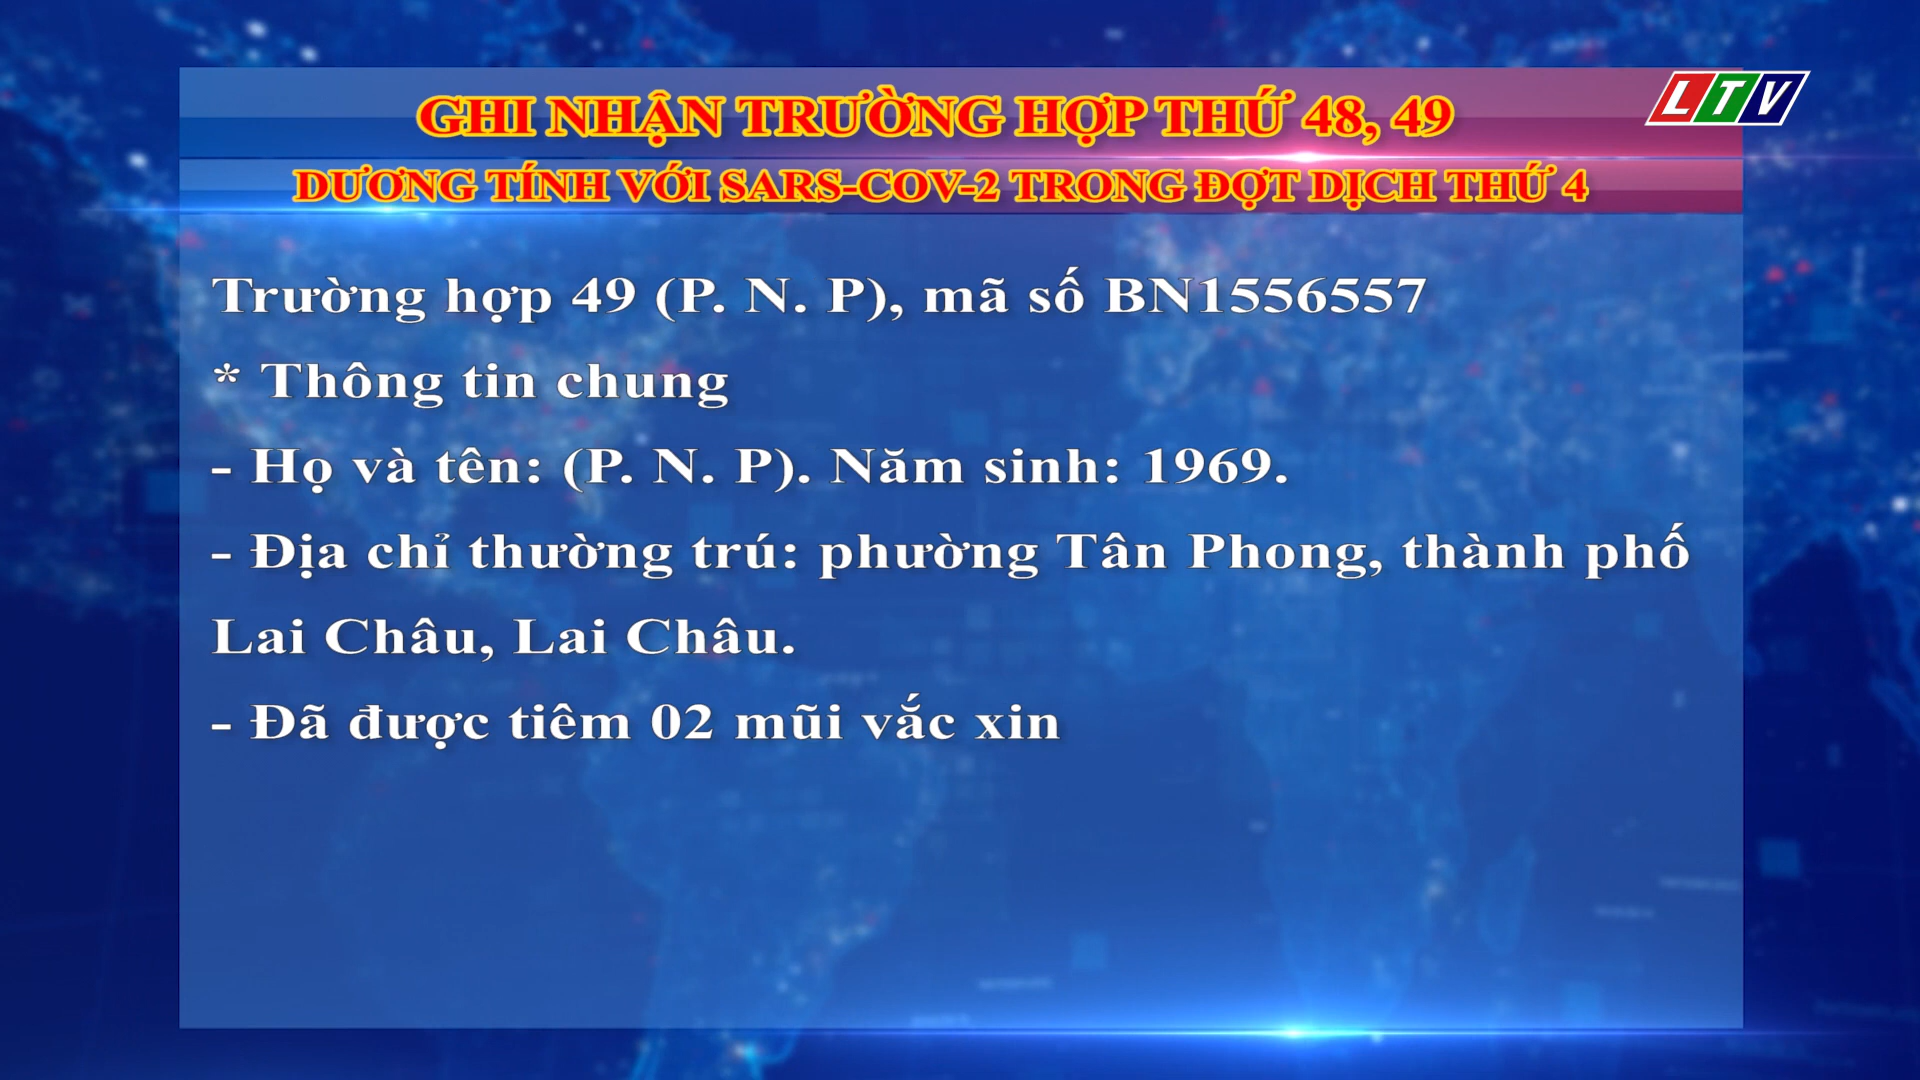 LTV
GHI NHẬN TRƯỜNG HỢP THỨ 48, 49
DƯƠNG TÍNH VỚI SARS-COV-2 TRONG ĐỢT DỊCH THỨ 4
Trường hợp 49 (P. N. P), mã số BN1556557
* Thông tin chung
- Họ và tên: (P. N. P). Năm sinh: 1969.
- Địa chỉ thường trú: phường Tân Phong, thành phố
Lai Châu, Lai Châu.
- Đã được tiêm 02 mũi vắc xin